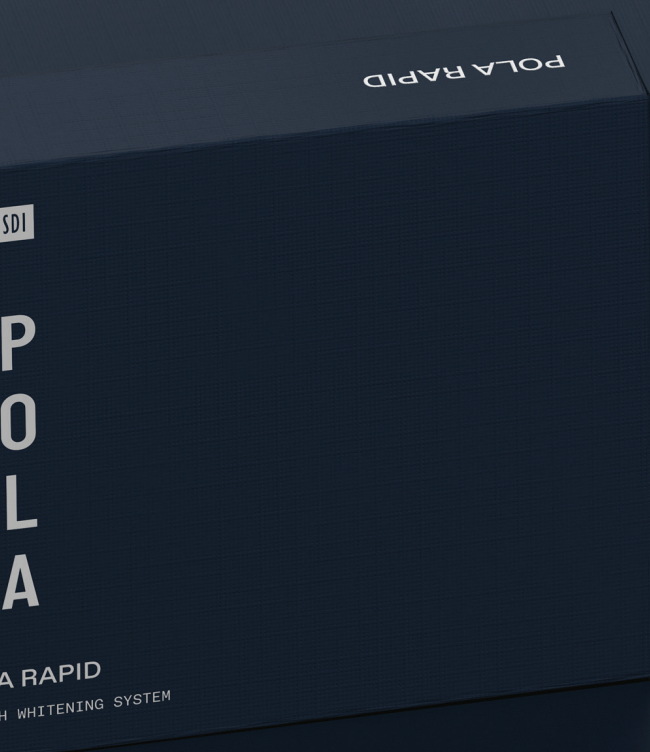 POLA RAPID
SDI
P
O
L
A
A RAPID
H WHITENING SYSTEM